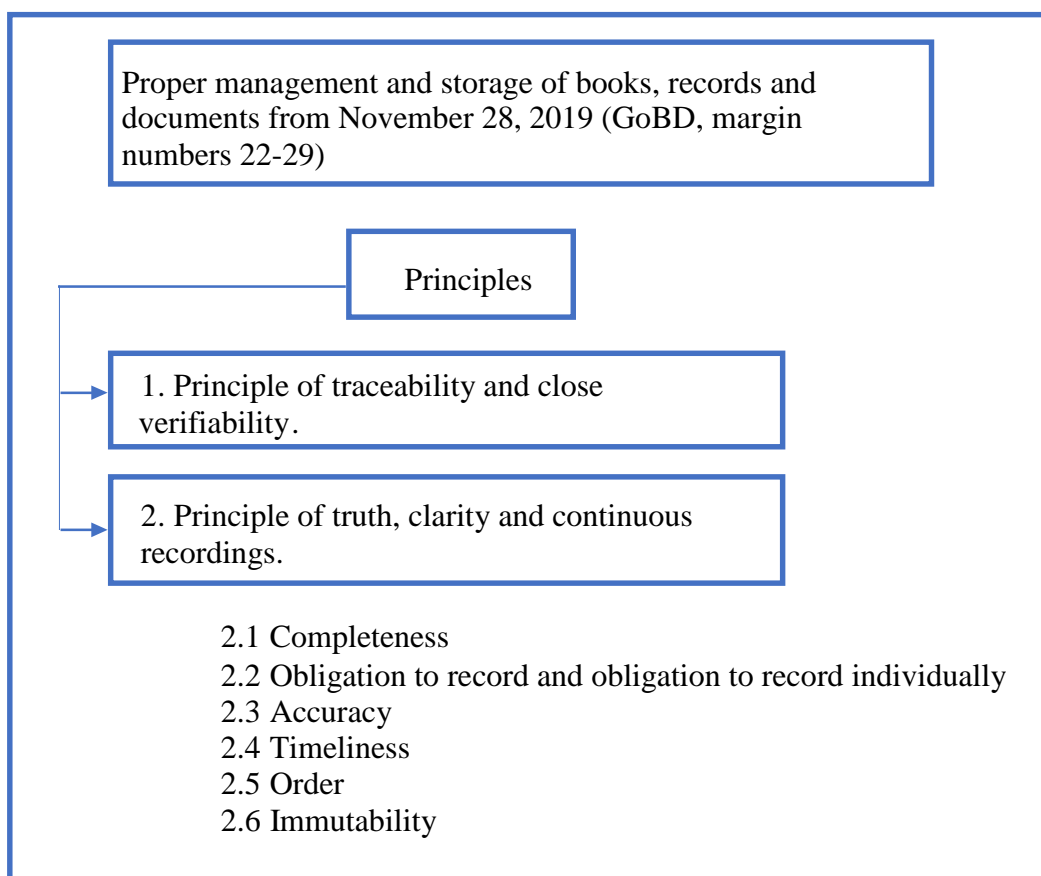 Proper management and storage of books, records and
documents from November 28, 2019 (GoBD, margin
numbers 22-29)
Principles
1. Principle of traceability and close
verifiability.
2. Principle of truth, clarity and continuous
recordings.
2.1 Completeness
2.2 Obligation to record and obligation to record individually
2.3 Accuracy
2.4 Timeliness
2.5 Order
2.6 Immutability